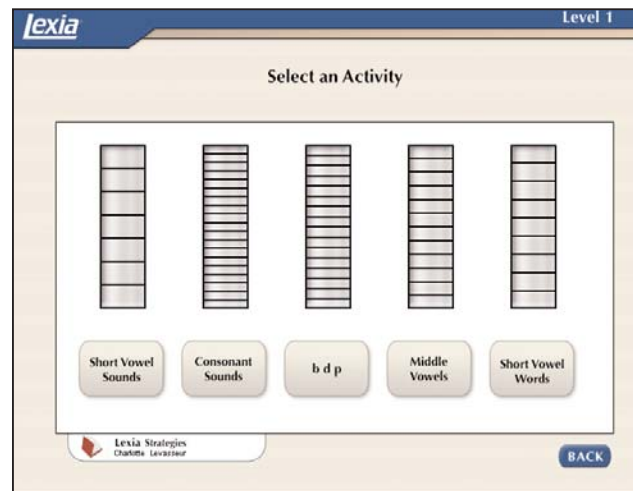 Lexia
Level 1
Select an Activity
Short Vowel
Sounds
Consonant
Sounds
b d p
Middle
Vowels
Short Vowel
Words
Lexia Strategies
Charlotte Levasseur
BACK